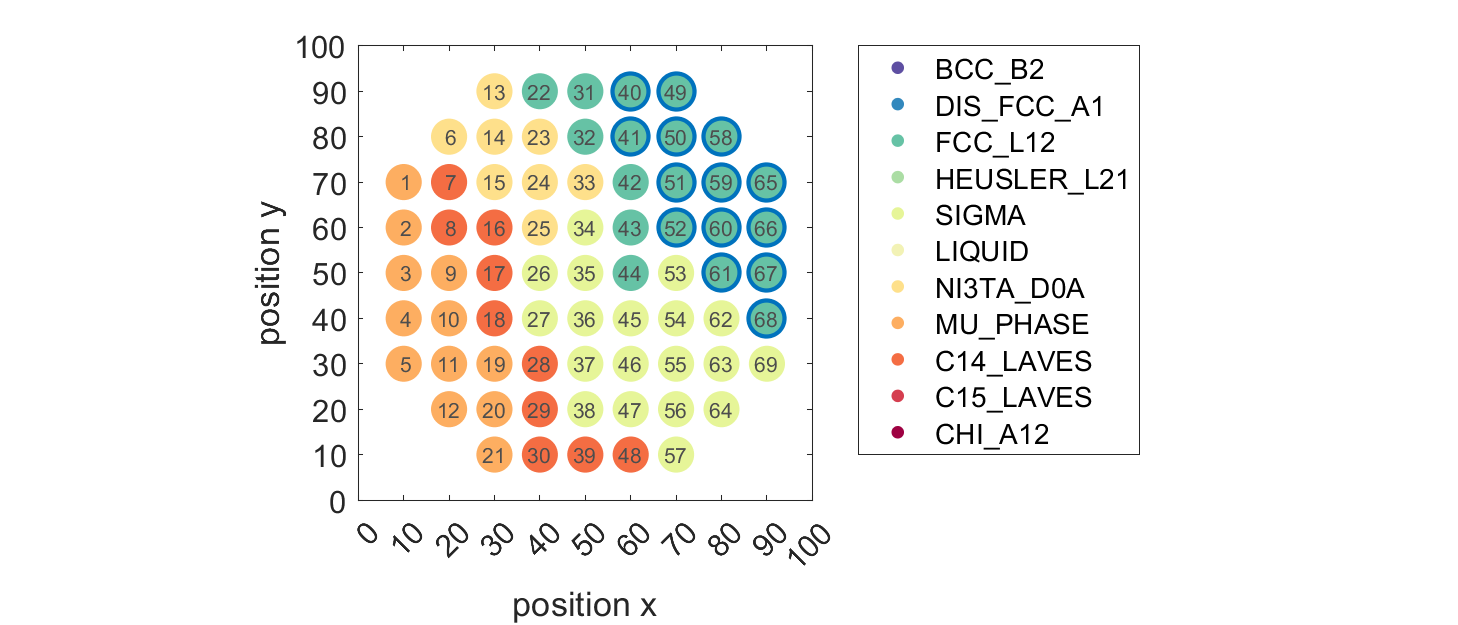 100
90
80
70
60
50
40
30
20
10
0
position y
13 22 31 40 49
6 14 23 32 41 50 58
1 7 15 24 33 42 51 59 65
2 8 16 25 34 43 52 60 66
3 9 17 26 35 44 53 61 67
4 10 18 27 36 45 54 62 68
5 11 19 28 37 46 55 63 69
12 20 29 38 47 56 64
21 30 39 48 57
0 10 20 30 40 50 60 70 80 90 100
position x
BCC_B2
DIS_FCC_A1
FCC_L12
HEUSLER_L21
SIGMA
LIQUID
NI3TA_D0A
MU_PHASE
C14_LAVES
C15_LAVES
CHI_A12